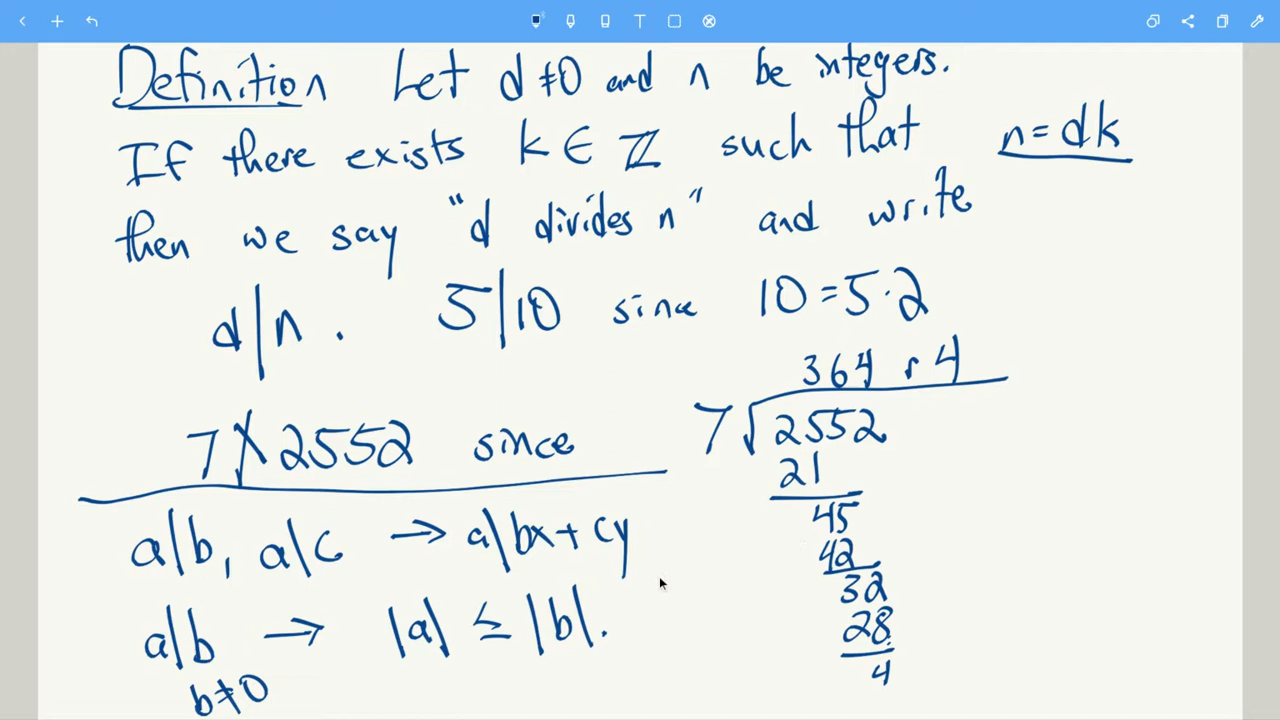 Definition Let d≠0 and n be integers.
If there exists k ∈ ℤ such that n=dk
then we say "d divides n" and write
d|n. 5|10 since 10=5·2
364 r 4
7∤2552 since 7√2552
21
45
42
32
28
4
a|b, a|c → a|bx+cy
a|b → |a| ≤ |b|.
b≠0